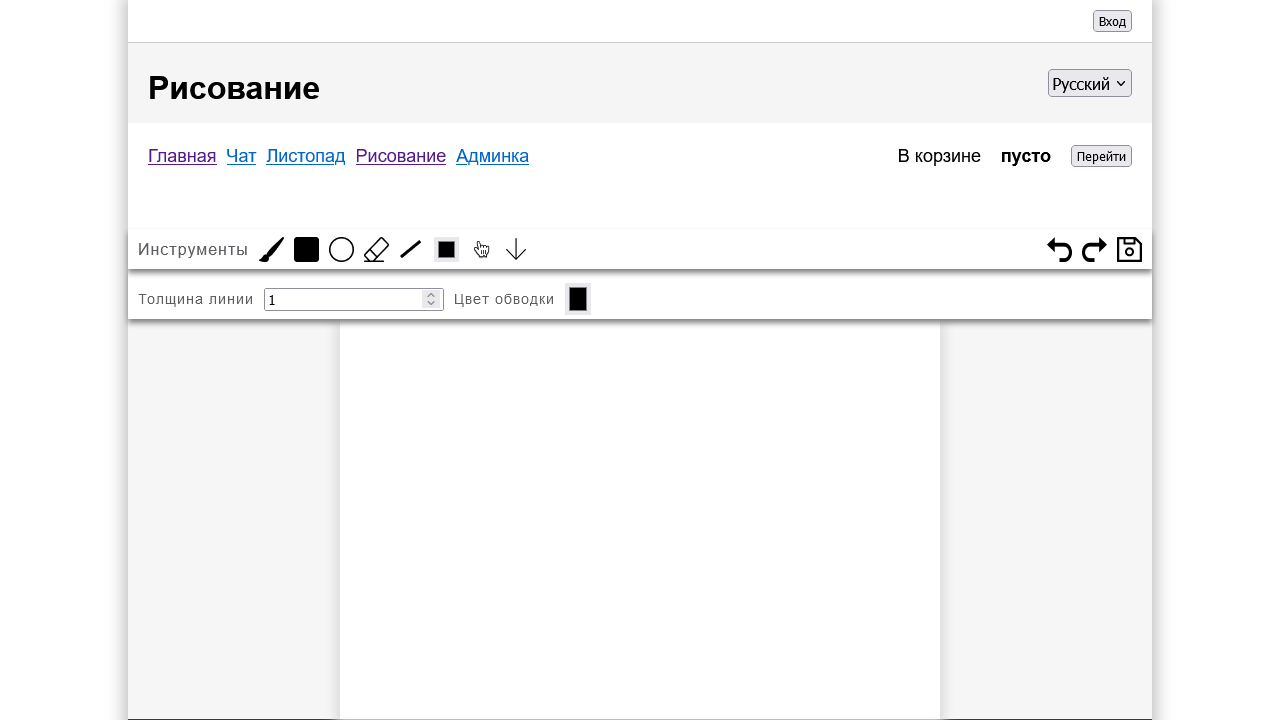 Вход
Рисование
Русский
Главная Чат Листопад Рисование Админка В корзине пусто Перейти
Инструменты
Толщина линии 1 Цвет обводки